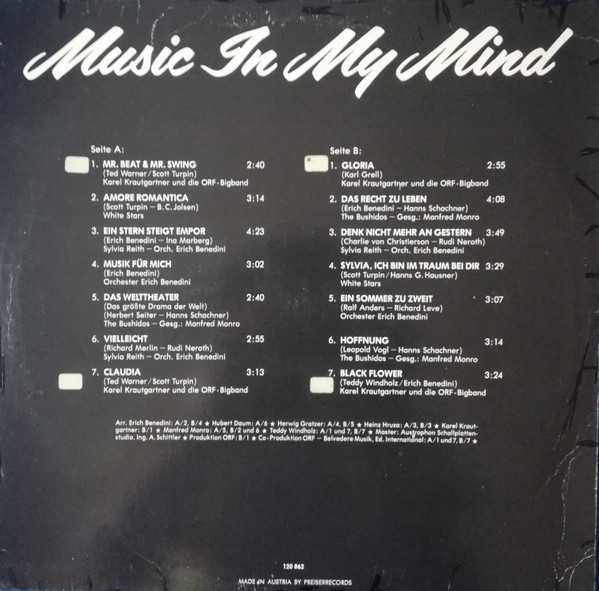 Music In My Mind
Seite A:
1. MR. BEAT & MR. SWING 2:40
(Ted Warner/Scott Turpin)
Karel Krautgartner und die ORF-Bigband
2. AMORE ROMANTICA 3:14
(Scott Turpin – B. C. Jolsen)
White Stars
3. EIN STERN STEIGT EMPOR 4:23
(Erich Benedini – Ina Marberg)
Sylvia Reith – Orch. Erich Benedini
4. MUSIK FÜR MICH 3:02
(Erich Benedini)
Orchester Erich Benedini
5. DAS WELTTHEATER 2:40
(Das größte Drama der Welt)
(Herbert Seiter – Hanns Schachner)
The Bushidos – Gesg.: Manfred Monro
6. VIELLEICHT 2:55
(Richard Merlin – Rudi Neroth)
Sylvia Reith – Orch. Erich Benedini
7. CLAUDIA 3:13
(Ted Warner/Scott Turpin)
Karel Krautgartner und die ORF-Bigband
Seite B:
1. GLORIA 2:55
(Karl Grell)
Karel Krautgartner und die ORF-Bigband
2. DAS RECHT ZU LEBEN 4:08
(Erich Benedini – Hanns Schachner)
The Bushidos – Gesg.: Manfred Monro
3. DENK NICHT MEHR AN GESTERN 3:49
(Charlie von Christierson – Rudi Neroth)
Sylvia Reith – Orch. Erich Benedini
4. SYLVIA, ICH BIN IM TRAUM BEI DIR 3:29
(Scott Turpin/Hanns G. Hausner)
White Stars
5. EIN SOMMER ZU ZWEIT 3:07
(Ralf Anders – Richard Leve)
Orchester Erich Benedini
6. HOFFNUNG 3:14
(Leopold Vogl – Hanns Schachner)
The Bushidos – Gesg.: Manfred Monro
7. BLACK FLOWER 3:24
(Teddy Windholz/Erich Benedini)
Karel Krautgartner und die ORF-Bigband
Arr. Erich Benedini: A/2, B/4 ★ Hubert Daum: A/6 ★ Herwig Gratzer: A/4, B/5 ★ Heinz Hruza: A/3, B/3 ★ Karel Kraut-
gartner: B/1 ★ Manfred Monro: A/5, B/2 und 6 ★ Teddy Windholz: A/1 und 7, B/7 ★ Master: Austrophon Schallplatten-
studio, Ing. A. Schittler ★ Produktion ORF: B/1 ★ Co-Produktion ORF – Belvedere Musik, Ed. International: A/1 und 7, B/7 ★
120 862
MADE IN AUSTRIA BY PREISERRECORDS